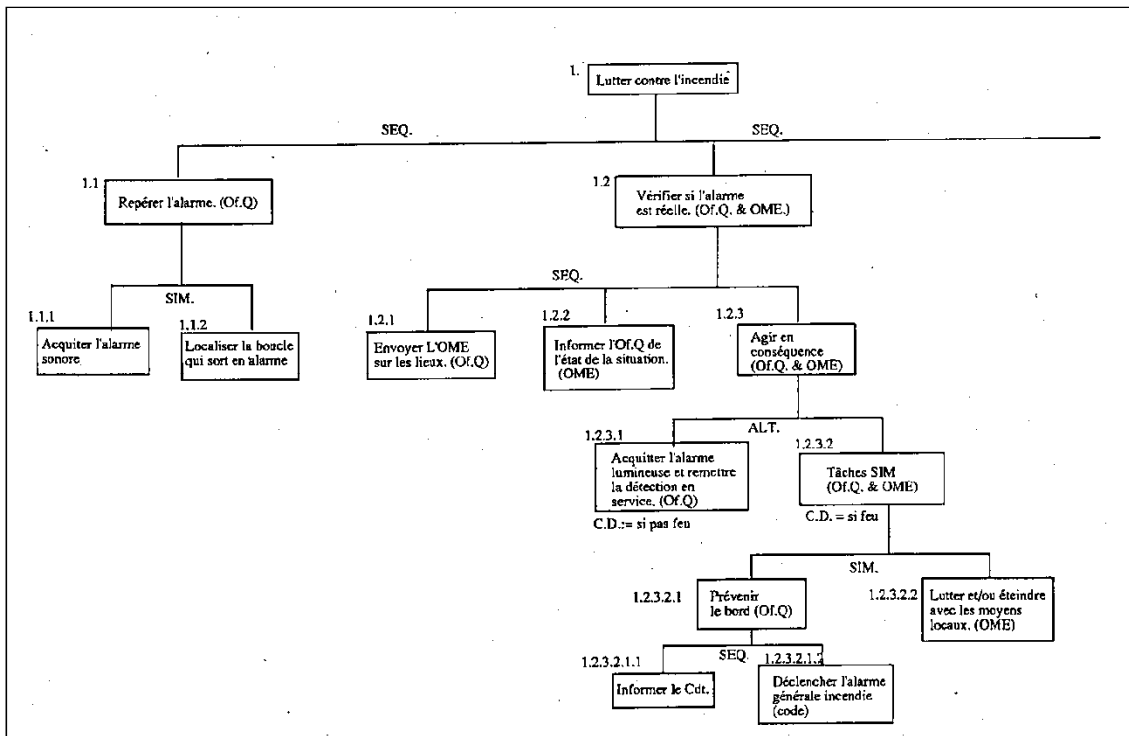 1.
Lutter contre l'incendie
SEQ.
SEQ.
1.1
Repérer l'alarme. (Of.Q)
1.2
Vérifier si l'alarme
est réelle. (Of.Q. & OME.)
SIM.
SEQ.
1.1.1
Acquiter l'alarme
sonore
1.1.2
Localiser la boucle
qui sort en alarme
1.2.1
Envoyer L'OME
sur les lieux. (Of.Q)
1.2.2
Informer l'Of.Q de
l'état de la situation.
(OME)
1.2.3
Agir en
conséquence
(Of.Q. & OME)
ALT.
1.2.3.1
Acquitter l'alarme
lumineuse et remettre
la détection en
service. (Of.Q)
C.D.:= si pas feu
1.2.3.2
Tâches SIM
(Of.Q. & OME)
C.D. = si feu
SIM.
1.2.3.2.1
Prévenir
le bord (Of.Q)
1.2.3.2.2
Lutter et/ou éteindre
avec les moyens
locaux. (OME)
SEQ.
1.2.3.2.1.1
Informer le Cdt.
1.2.3.2.1.2
Déclencher l'alarme
générale incendie
(code)